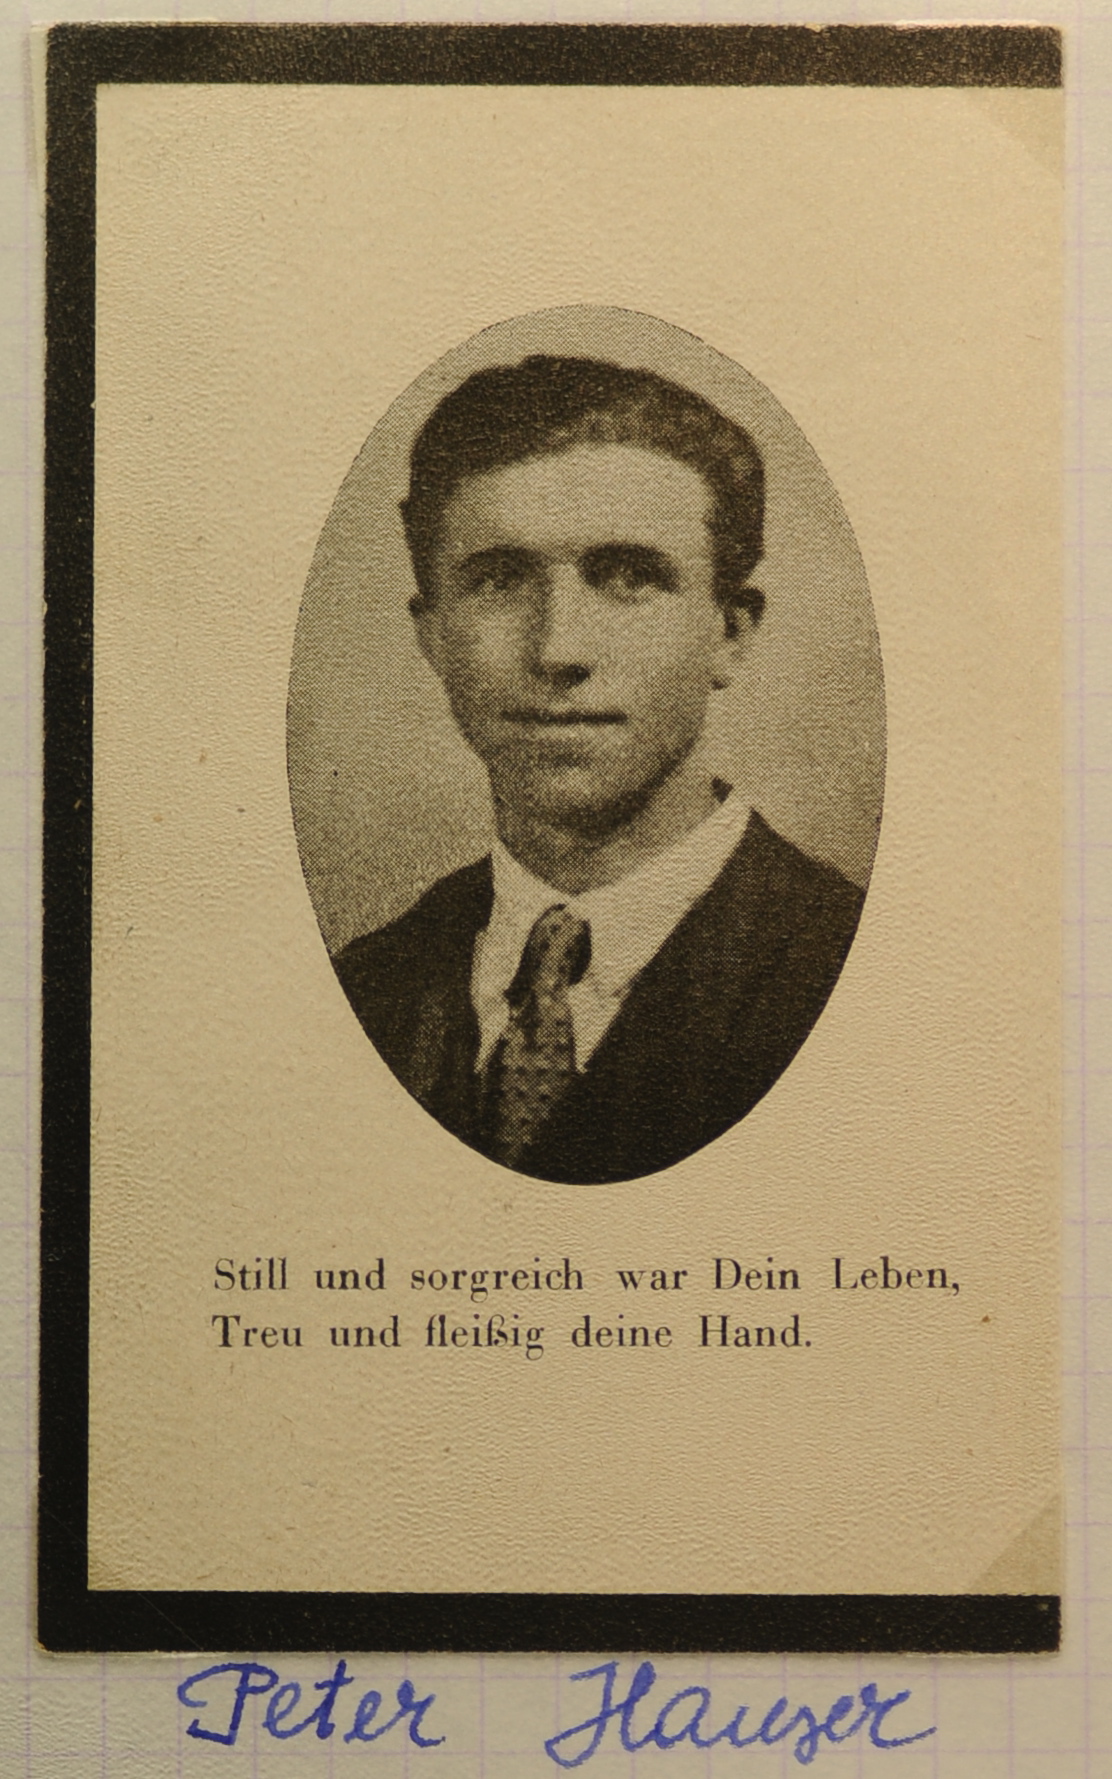 Still und sorgreich war Dein Leben,
Treu und fleißig deine Hand.
Peter Hauser